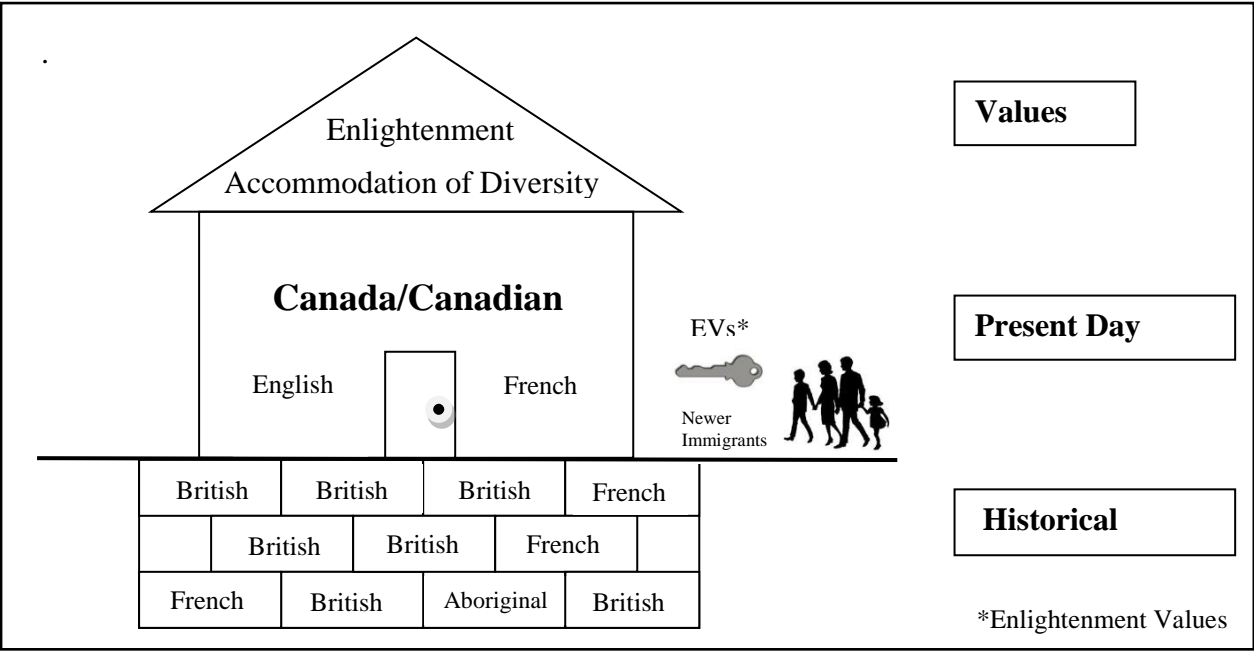 .
Enlightenment
Accommodation of Diversity
Values
Canada/Canadian
English
French
EVs*
Newer
Immigrants
Present Day
British British British French
British British French
French British Aboriginal British
Historical
*Enlightenment Values